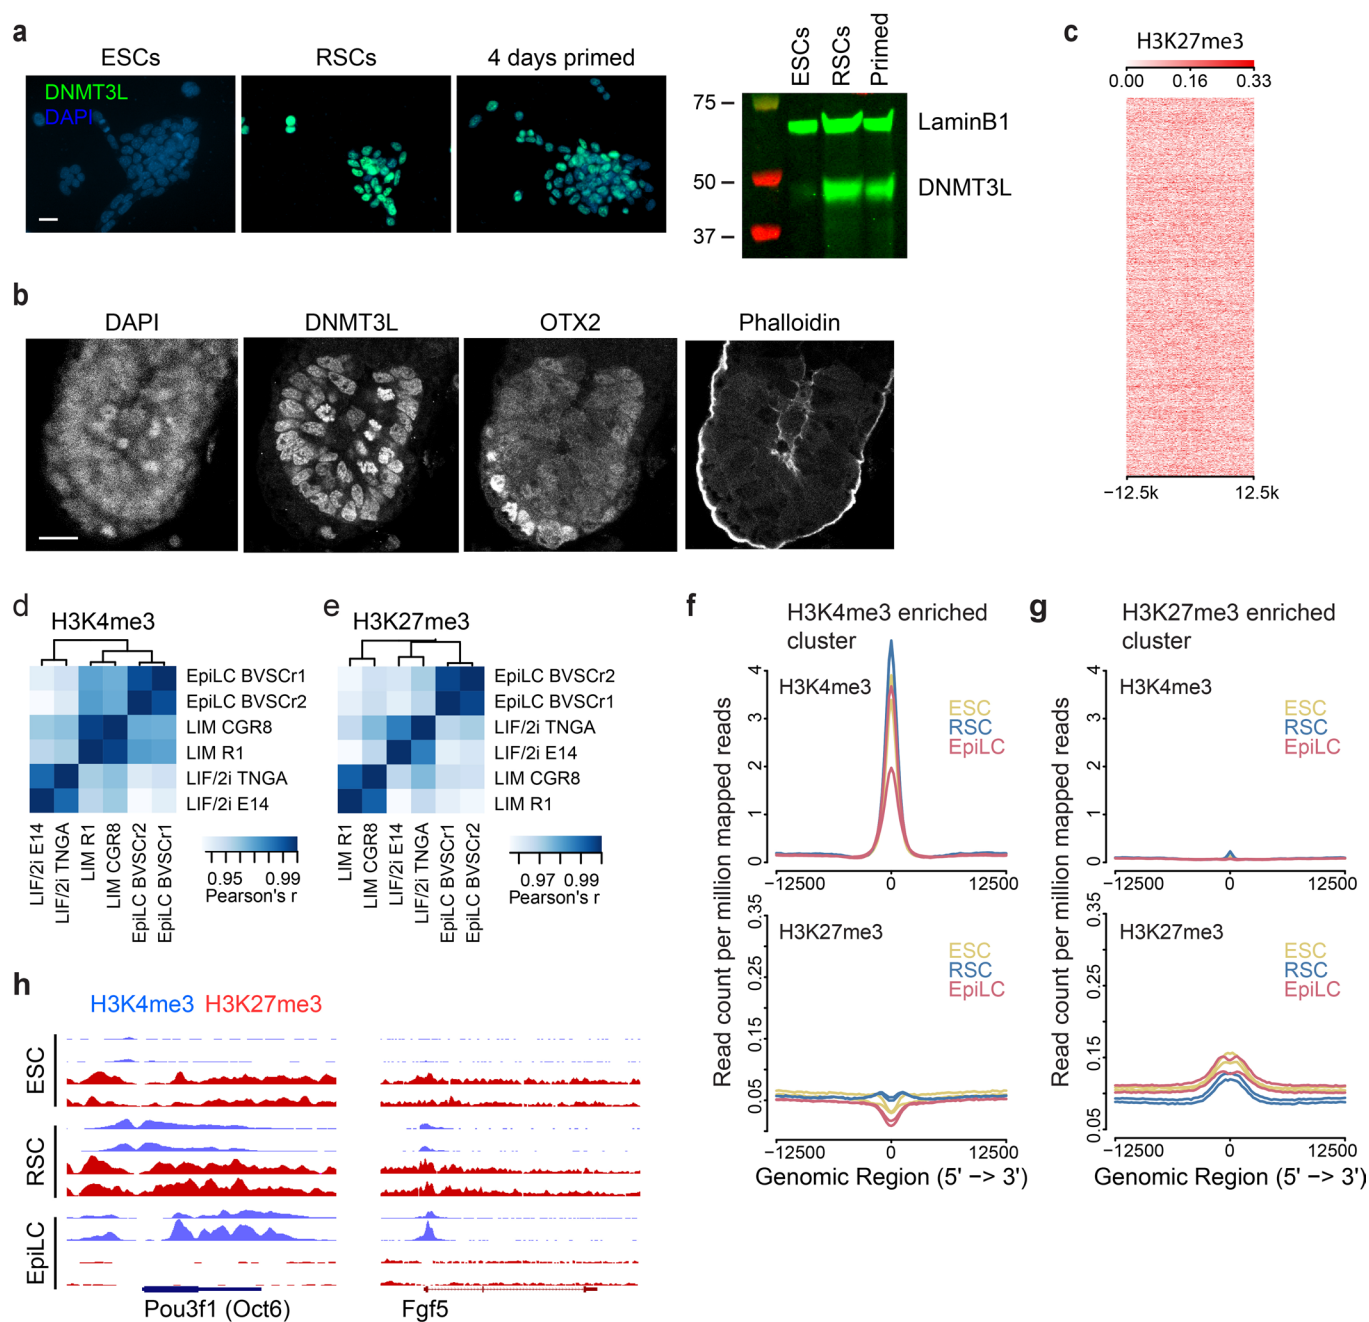 a
ESCs
RSCs
4 days primed
DNMT3L
DAPI
ESCs
RSCs
Primed
75
50
37
LaminB1
DNMT3L
c
H3K27me3
0.00 0.16 0.33
−12.5k 12.5k
b
DAPI
DNMT3L
OTX2
Phalloidin
d
H3K4me3
EpiLC BVSCr1
EpiLC BVSCr2
LIM CGR8
LIM R1
LIF/2i TNGA
LIF/2i E14
LIF/2i E14
LIF/2i TNGA
LIM R1
LIM CGR8
EpiLC BVSCr2
EpiLC BVSCr1
0.95 0.99
Pearson's r
e
H3K27me3
EpiLC BVSCr2
EpiLC BVSCr1
LIF/2i TNGA
LIF/2i E14
LIM CGR8
LIM R1
LIM R1
LIM CGR8
LIF/2i E14
LIF/2i TNGA
EpiLC BVSCr1
EpiLC BVSCr2
0.97 0.99
Pearson's r
f
H3K4me3 enriched
cluster
H3K4me3
ESC
RSC
EpiLC
4
3
2
1
0
−12500 0 12500
Read count per million mapped reads
H3K27me3
ESC
RSC
EpiLC
0.35
0.25
0.15
0.05
−12500 0 12500
Genomic Region (5' −> 3')
g
H3K27me3 enriched
cluster
H3K4me3
ESC
RSC
EpiLC
4
3
2
1
0
−12500 0 12500
Read count per million mapped reads
H3K27me3
ESC
RSC
EpiLC
0.35
0.25
0.15
0.05
−12500 0 12500
Genomic Region (5' −> 3')
h
H3K4me3 H3K27me3
ESC
RSC
EpiLC
Pou3f1 (Oct6)
Fgf5